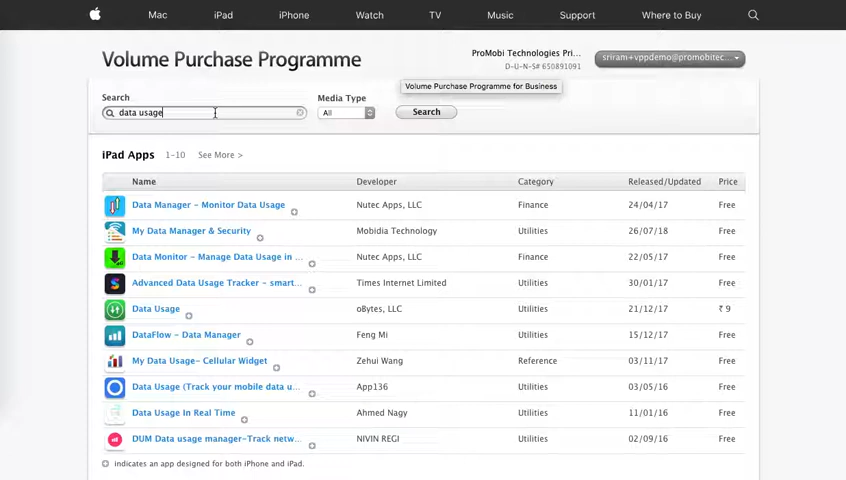 Mac iPad iPhone Watch TV Music Support Where to Buy
Volume Purchase Programme
ProMobi Technologies Pri...
D-U-N-S# 650891091
sriram+vppdemo@promobitec...
Volume Purchase Programme for Business
Search Media Type
data usage All Search
iPad Apps 1-10 See More >
Name Developer Category Released/Updated Price
Data Manager - Monitor Data Usage Nutec Apps, LLC Finance 24/04/17 Free
My Data Manager & Security Mobidia Technology Utilities 26/07/18 Free
Data Monitor - Manage Data Usage in ... Nutec Apps, LLC Finance 22/05/17 Free
Advanced Data Usage Tracker - smart... Times Internet Limited Utilities 30/01/17 Free
Data Usage oBytes, LLC Utilities 21/12/17 ₹ 9
DataFlow - Data Manager Feng Mi Utilities 15/12/17 Free
My Data Usage- Cellular Widget Zehui Wang Reference 03/11/17 Free
Data Usage (Track your mobile data u... App136 Utilities 03/05/16 Free
Data Usage In Real Time Ahmed Nagy Utilities 11/01/16 Free
DUM Data usage manager-Track netw... NIVIN REGI Utilities 02/09/16 Free
indicates an app designed for both iPhone and iPad.